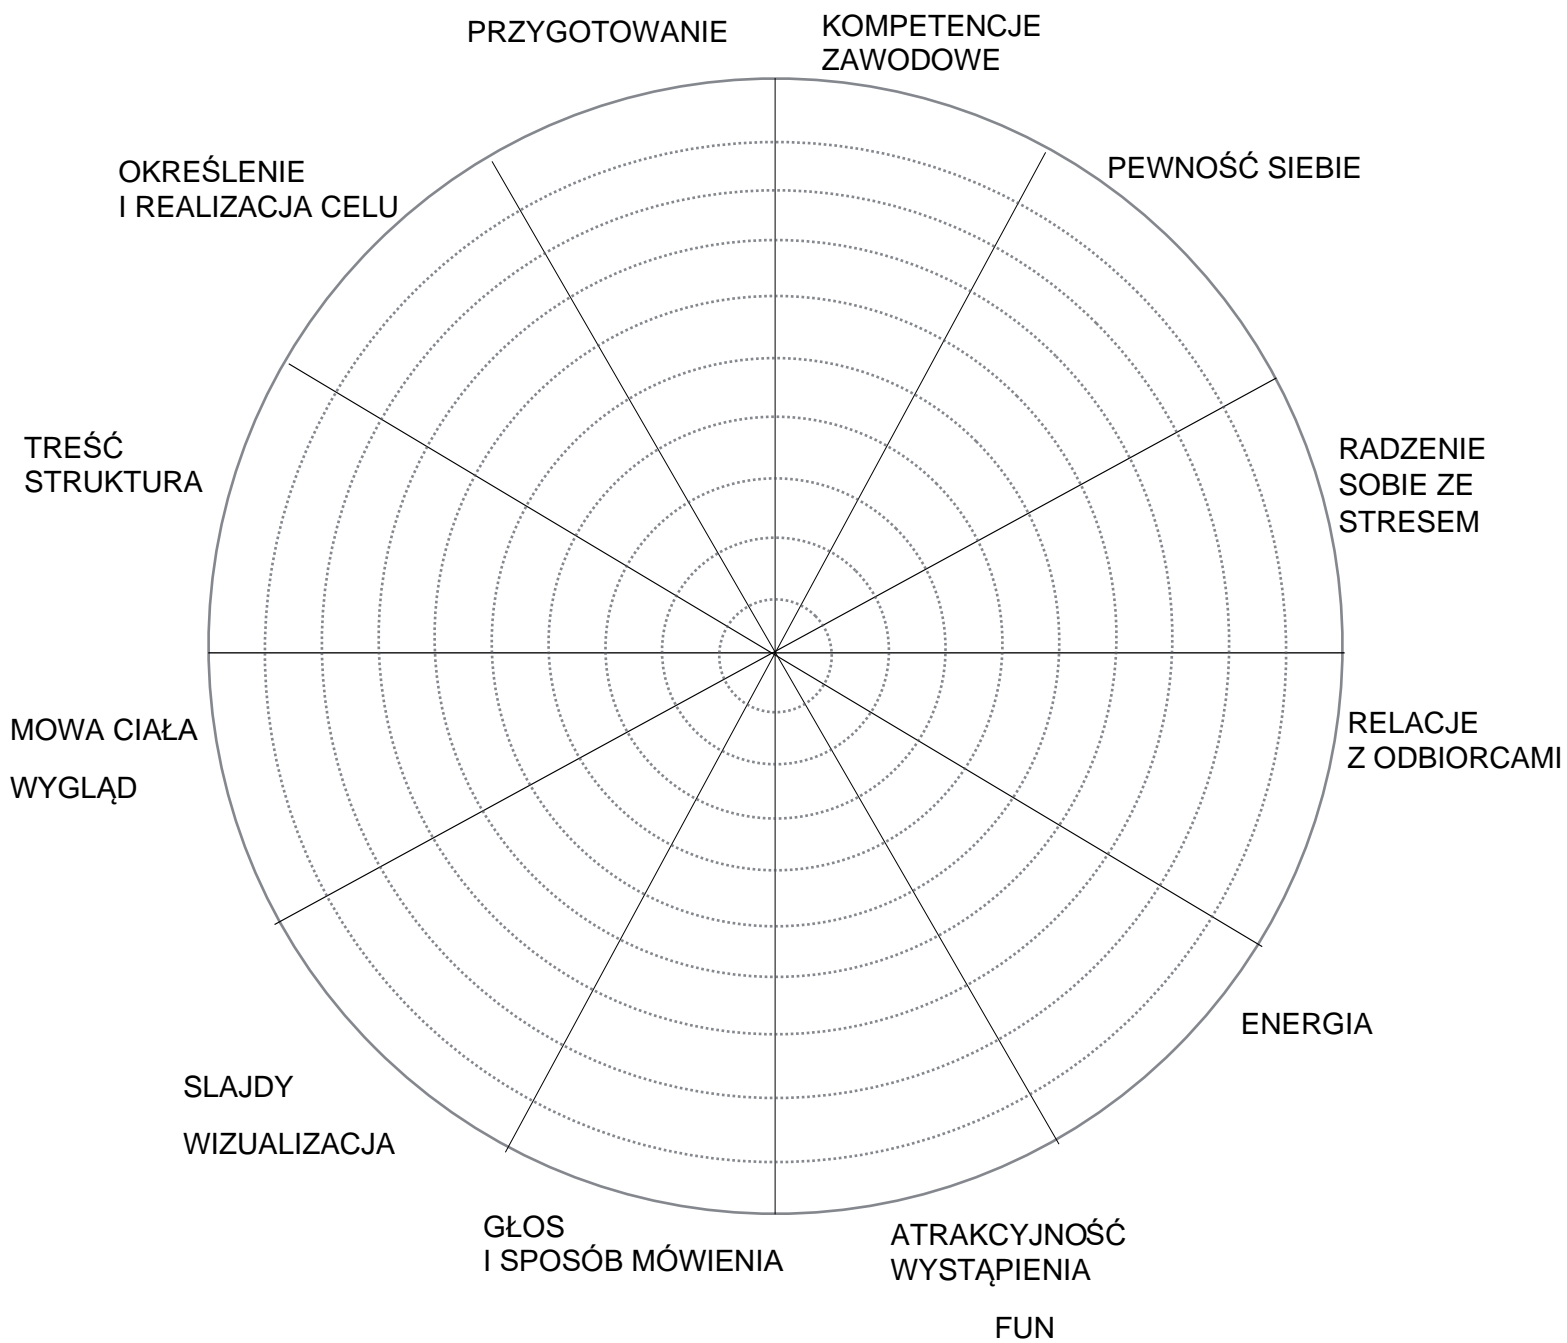 PRZYGOTOWANIE
KOMPETENCJE
ZAWODOWE
OKREŚLENIE
I REALIZACJA CELU
PEWNOŚĆ SIEBIE
TREŚĆ
STRUKTURA
RADZENIE
SOBIE ZE
STRESEM
MOWA CIAŁA
WYGLĄD
RELACJE
Z ODBIORCAMI
ENERGIA
SLAJDY
WIZUALIZACJA
GŁOS
I SPOSÓB MÓWIENIA
ATRAKCYJNOŚĆ
WYSTĄPIENIA
FUN